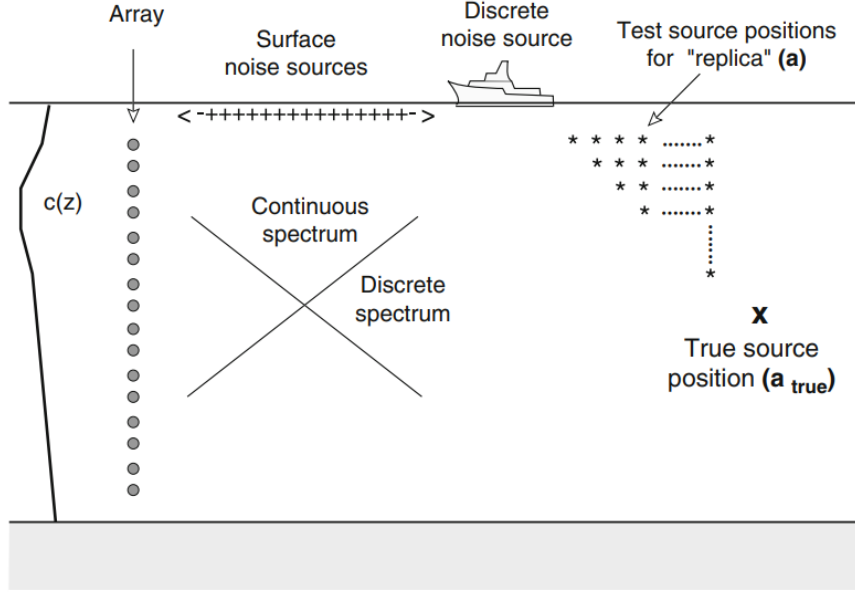 Array
Surface
noise sources
Discrete
noise source
Test source positions
for "replica" (a)
< -+++++++++++++++- >
* * * * .......*
* * * .......*
* * .......*
* .......*
*
c(z)
Continuous
spectrum
Discrete
spectrum
x
True source
position (a true)